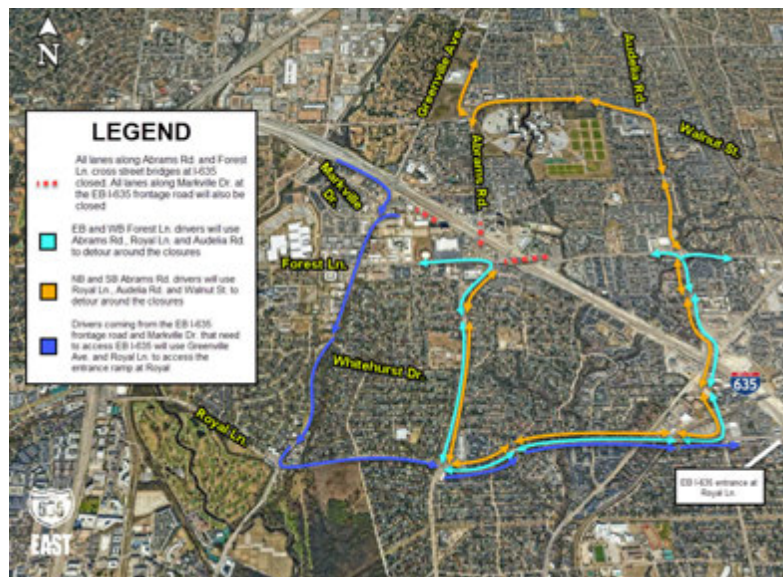 N
LEGEND
All lanes along Abrams Rd. and Forest
Ln. cross street bridges at I-635
closed. All lanes along Markville Dr. at
the EB I-635 frontage road will also be
closed
EB and WB Forest Ln. drivers will use
Abrams Rd., Royal Ln. and Audelia Rd.
to detour around the closures
NB and SB Abrams Rd. drivers will use
Royal Ln., Audelia Rd. and Walnut St. to
detour around the closures
Drivers coming from the EB I-635
frontage road and Markville Dr. that need
to access EB I-635 will use Greenville
Ave. and Royal Ln. to access the
entrance ramp at Royal
Greenville Ave.
Audelia Rd.
Abrams Rd.
Walnut St.
Markville
Dr.
Forest Ln.
Whitehurst Dr.
Royal Ln.
635
EB I-635 entrance at
Royal Ln.
635
EAST